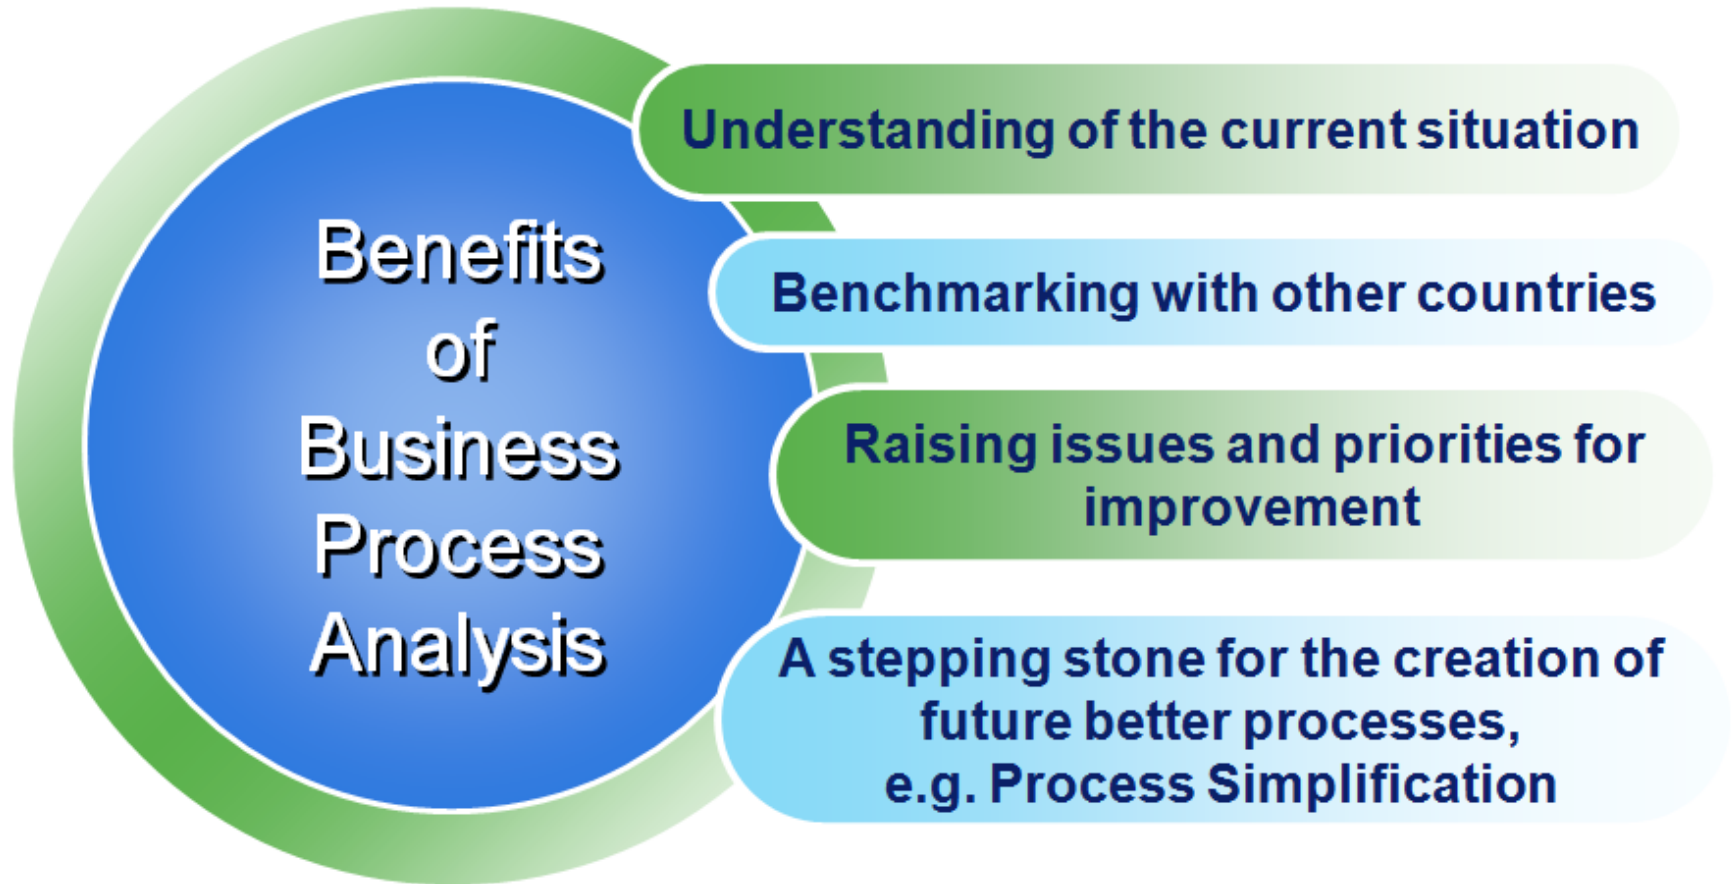 Benefits
of
Business
Process
Analysis
Understanding of the current situation
Benchmarking with other countries
Raising issues and priorities for
improvement
A stepping stone for the creation of
future better processes,
e.g. Process Simplification